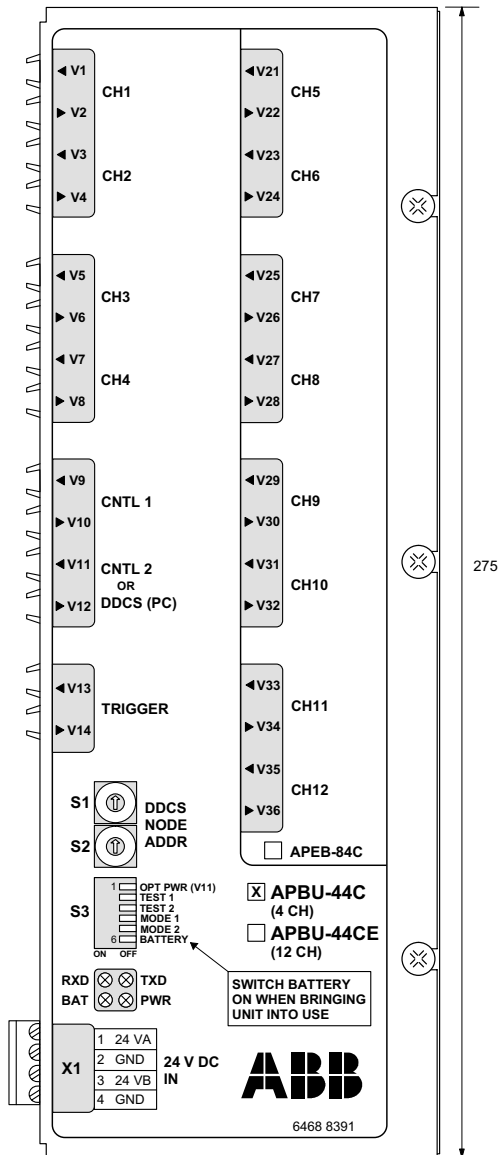 V1
CH1
V2
V3
CH2
V4
V5
CH3
V6
V7
CH4
V8
V9
CNTL 1
V10
V11
CNTL 2
OR
DDCS (PC)
V12
V13
TRIGGER
V14
V21
CH5
V22
V23
CH6
V24
V25
CH7
V26
V27
CH8
V28
V29
CH9
V30
V31
CH10
V32
V33
CH11
V34
V35
CH12
V36
APEB-84C
S1
S2
DDCS
NODE
ADDR
S3
1 OPT PWR (V11)
TEST 1
TEST 2
MODE 1
MODE 2
6 BATTERY
ON OFF
X APBU-44C
(4 CH)
APBU-44CE
(12 CH)
RXD TXD
BAT PWR
SWITCH BATTERY
ON WHEN BRINGING
UNIT INTO USE
X1
1 24 VA
2 GND
3 24 VB
4 GND
24 V DC
IN
ABB
6468 8391
275